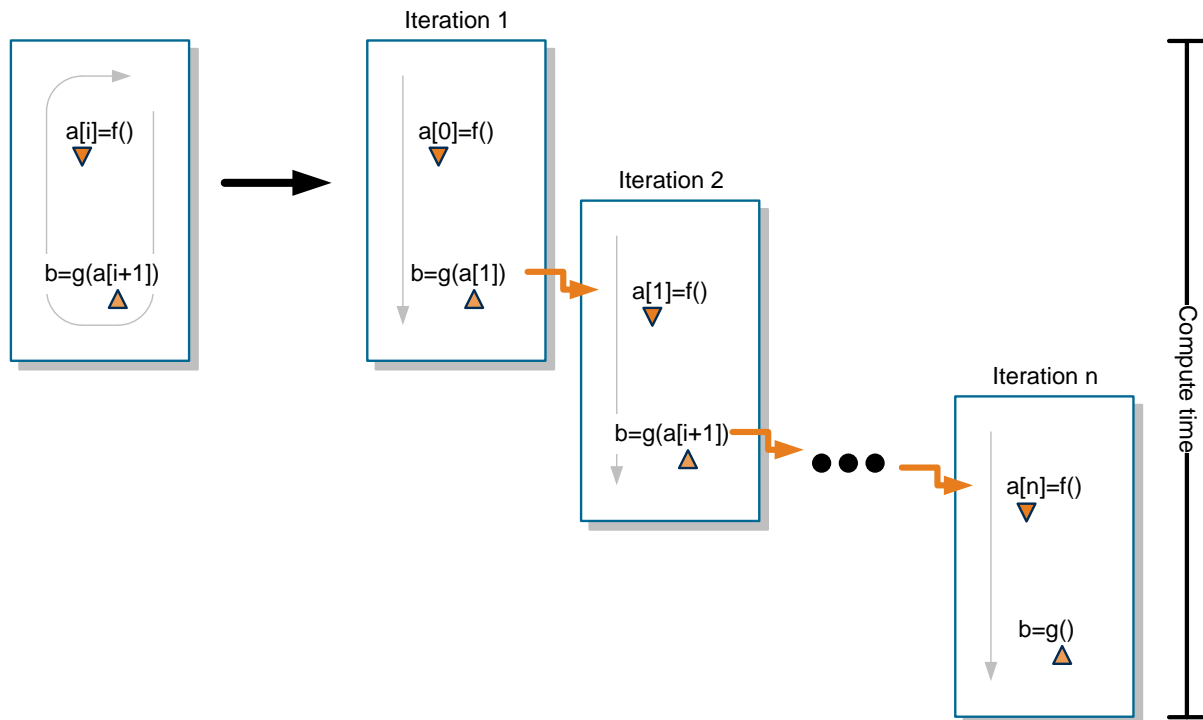 Iteration 1
a[i]=f()
b=g(a[i+1])
a[0]=f()
b=g(a[1])
Iteration 2
a[1]=f()
b=g(a[i+1])
Iteration n
a[n]=f()
b=g()
Compute time